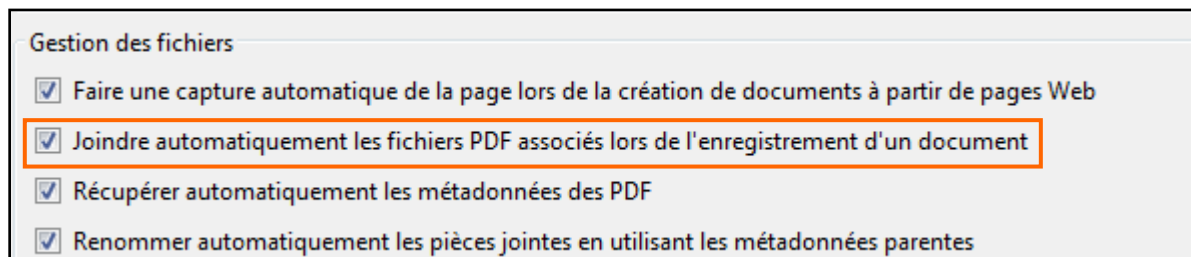 Gestion des fichiers
Faire une capture automatique de la page lors de la création de documents à partir de pages Web
Joindre automatiquement les fichiers PDF associés lors de l'enregistrement d'un document
Récupérer automatiquement les métadonnées des PDF
Renommer automatiquement les pièces jointes en utilisant les métadonnées parentes